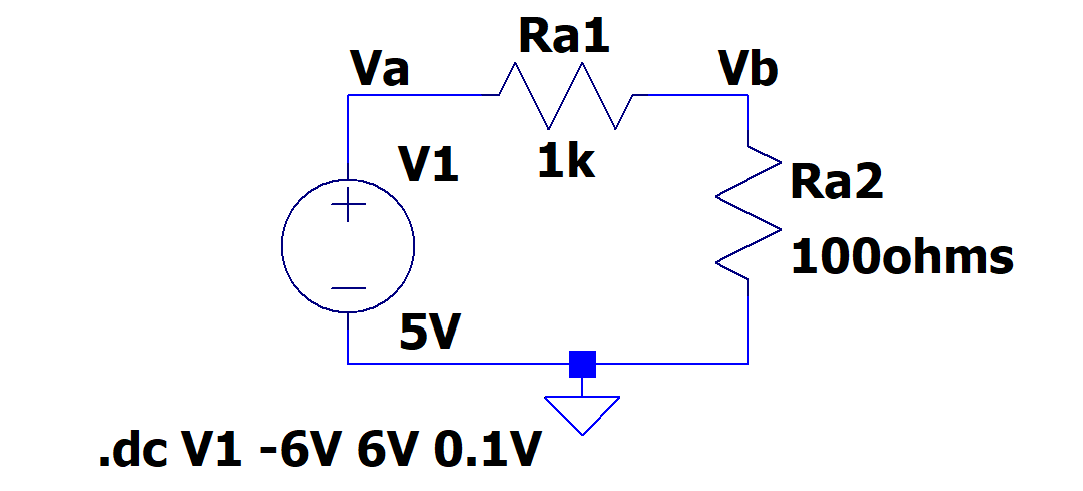 Ra1
Va
Vb
V1
1k
Ra2
100ohms
5V
.dc V1 -6V 6V 0.1V